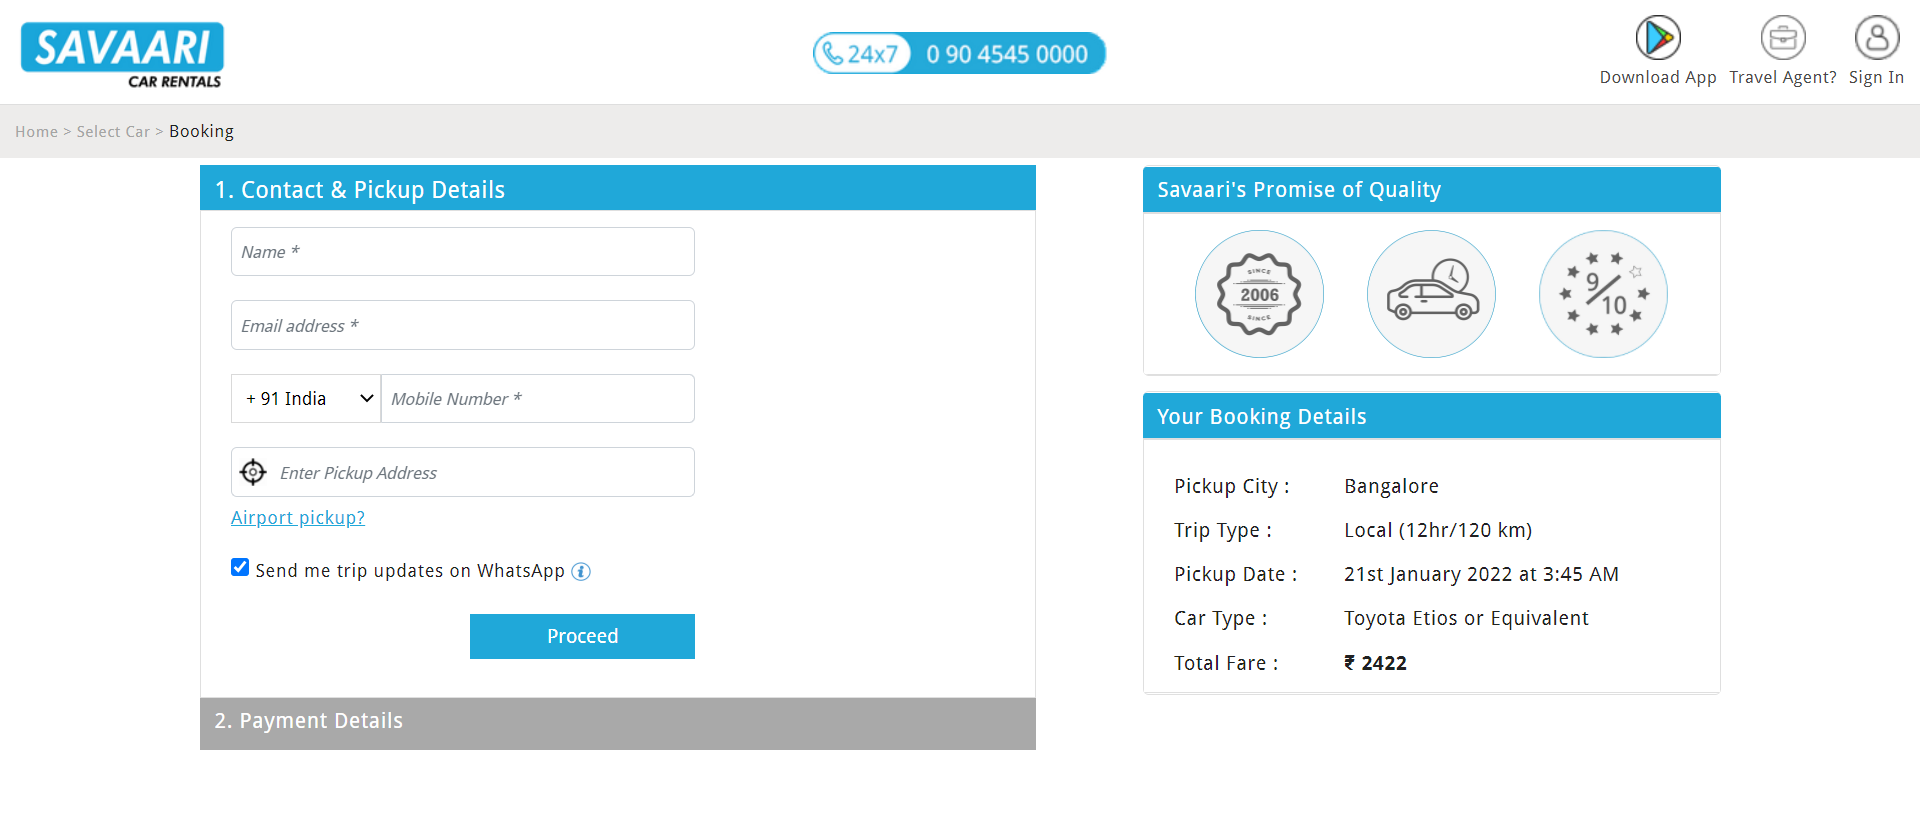 SAVAARI
CAR RENTALS
24x7 0 90 4545 0000
Download App
Travel Agent?
Sign In
Home > Select Car > Booking
1. Contact & Pickup Details
Name *
Email address *
+ 91 India
Mobile Number *
Enter Pickup Address
Airport pickup?
Send me trip updates on WhatsApp i
Proceed
2. Payment Details
Savaari's Promise of Quality
SINCE
2006
SINCE
9/10
Your Booking Details
Pickup City : Bangalore
Trip Type : Local (12hr/120 km)
Pickup Date : 21st January 2022 at 3:45 AM
Car Type : Toyota Etios or Equivalent
Total Fare : ₹ 2422